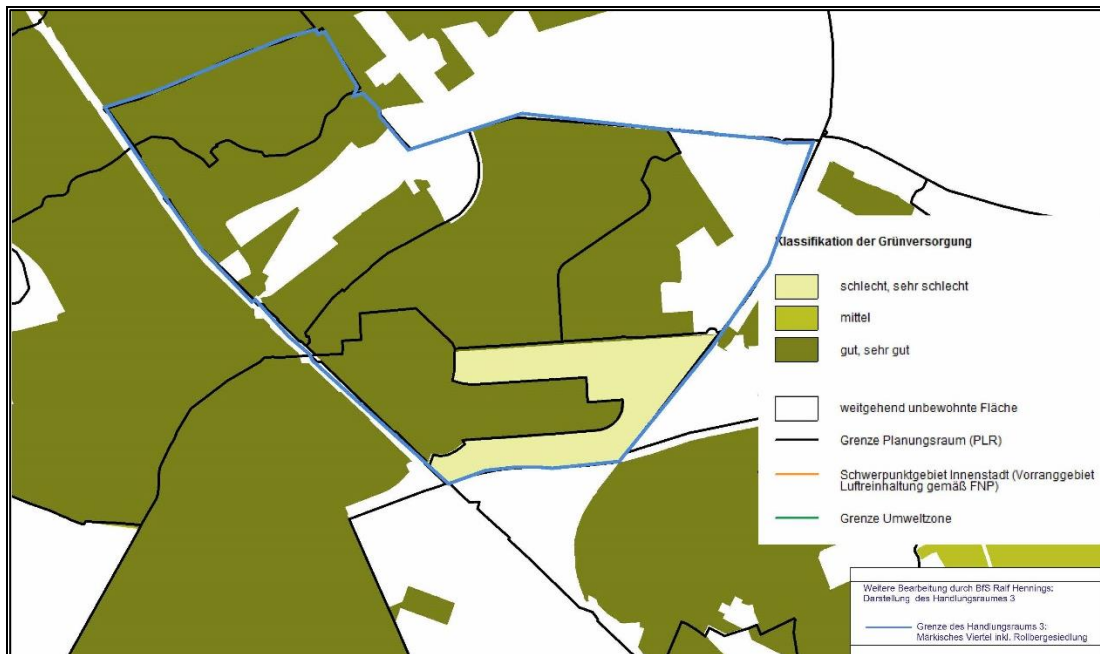 Klassifikation der Grünversorgung
schlecht, sehr schlecht
mittel
gut, sehr gut
weitgehend unbewohnte Fläche
Grenze Planungsraum (PLR)
Schwerpunktgebiet Innenstadt (Vorranggebiet
Luftreinhaltung gemäß FNP)
Grenze Umweltzone
Weitere Bearbeitung durch BfS Ralf Hennings:
Darstellung des Handlungsraumes 3
Grenze des Handlungsraums 3:
Märkisches Viertel inkl. Rollbergesiedlung